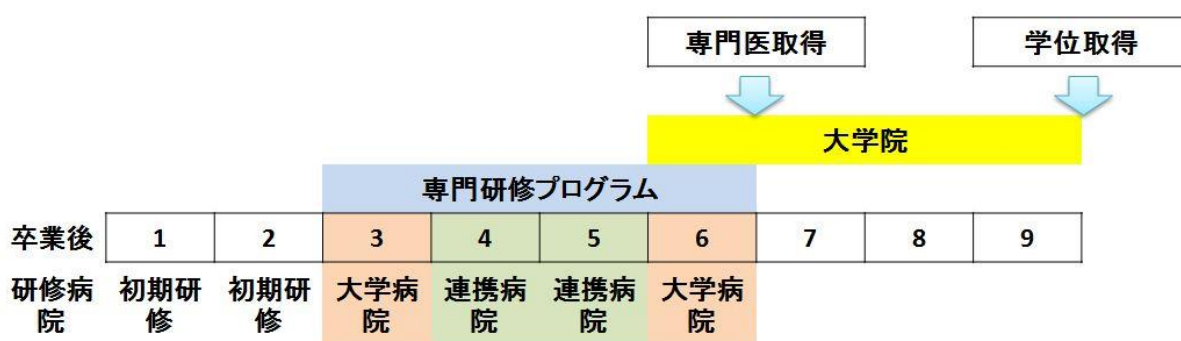 専門医取得 学位取得
大学院
専門研修プログラム
卒業後 1 2 3 4 5 6 7 8 9
研修病 初期研 初期研 大学病 連携病 連携病 大学病
院 修 修 院 院 院 院